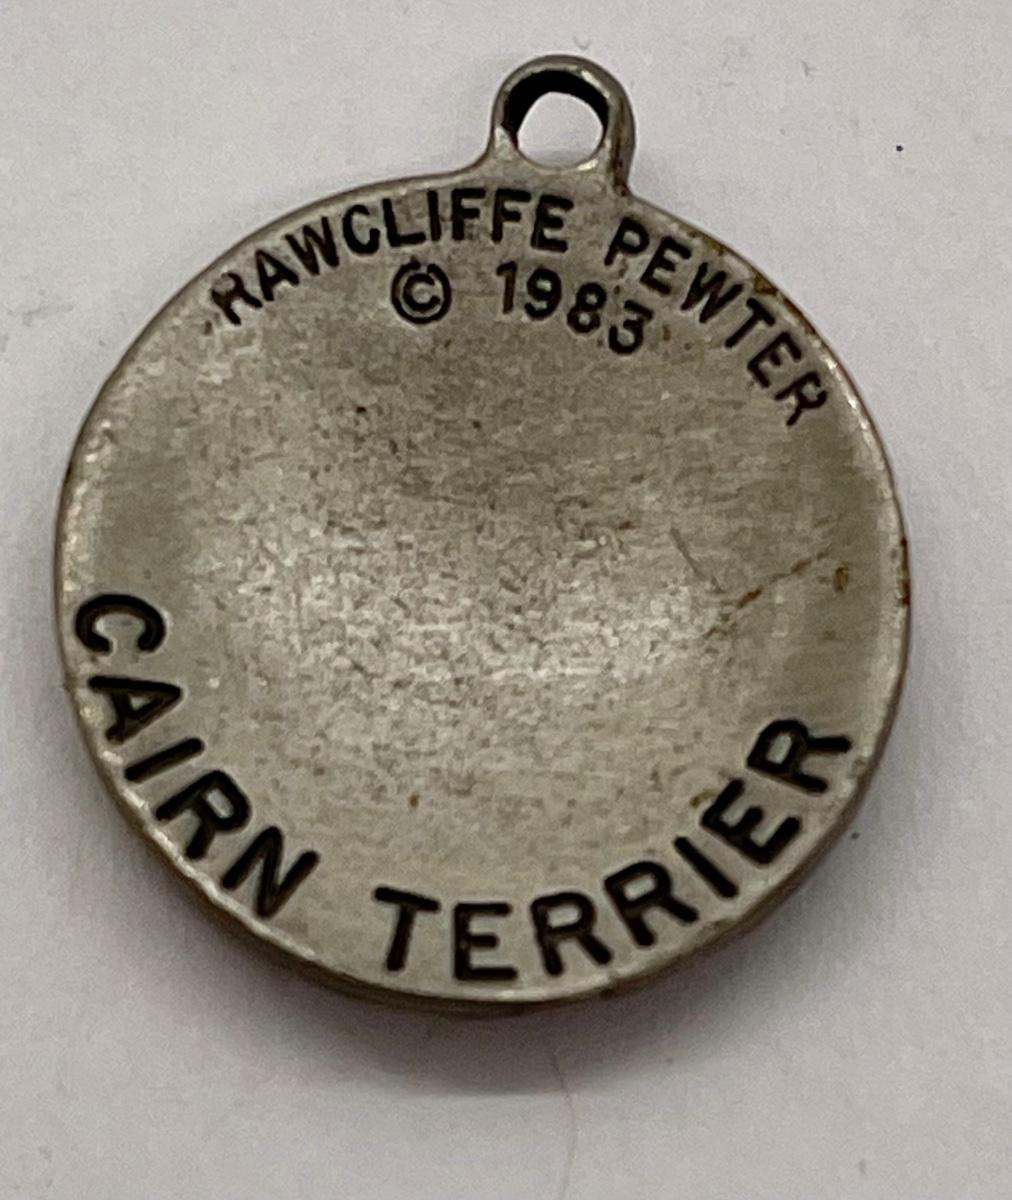 RAWCLIFFE PEWTER
© 1983
CAIRN TERRIER